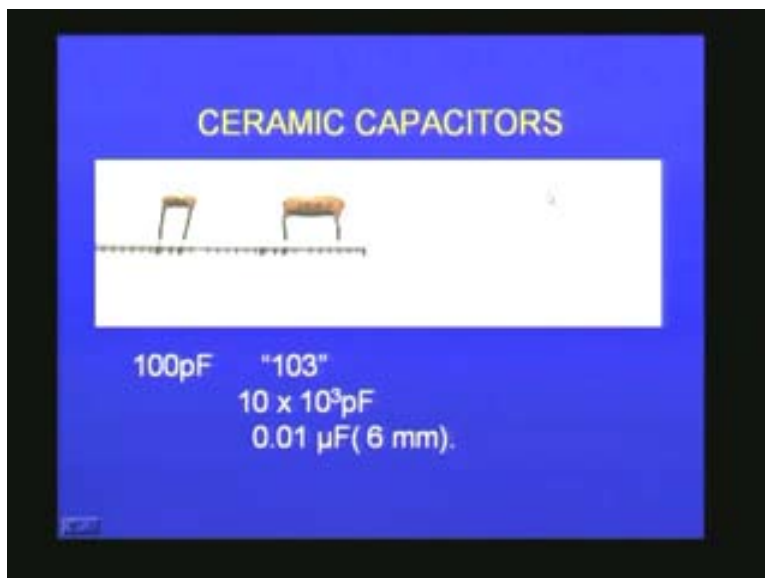 CERAMIC CAPACITORS
100pF "103"
10 x 10³pF
0.01 µF( 6 mm).